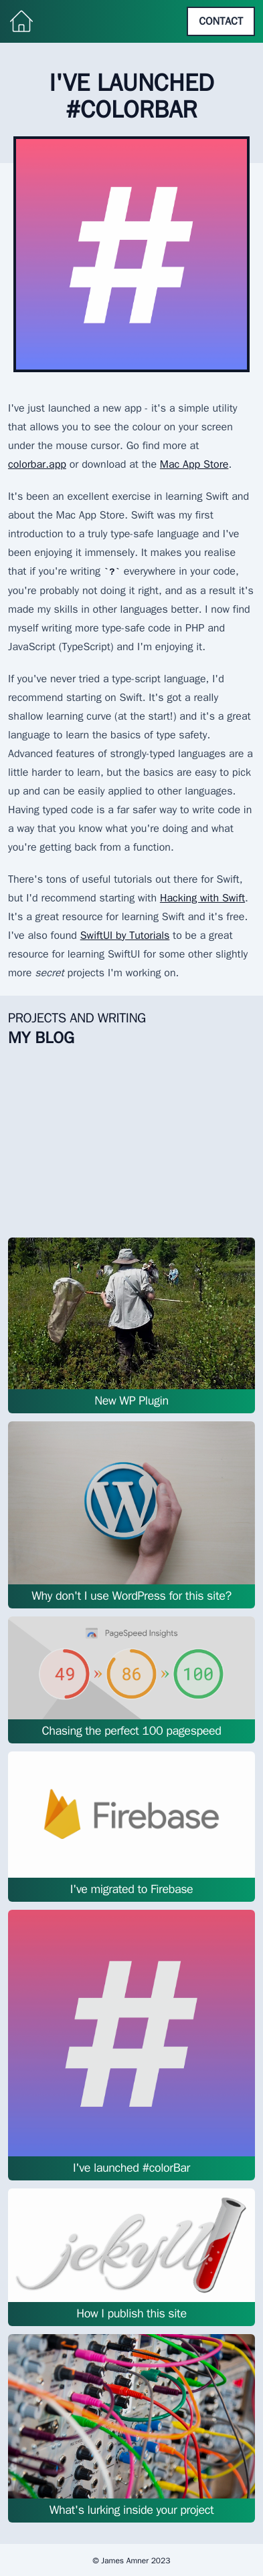 CONTACT
I'VE LAUNCHED
#COLORBAR
#
I've just launched a new app - it's a simple utility
that allows you to see the colour on your screen
under the mouse cursor. Go find more at
colorbar.app or download at the Mac App Store.
It's been an excellent exercise in learning Swift and
about the Mac App Store. Swift was my first
introduction to a truly type-safe language and I've
been enjoying it immensely. It makes you realise
that if you're writing `?` everywhere in your code,
you're probably not doing it right, and as a result it's
made my skills in other languages better. I now find
myself writing more type-safe code in PHP and
JavaScript (TypeScript) and I'm enjoying it.
If you've never tried a type-script language, I'd
recommend starting on Swift. It's got a really
shallow learning curve (at the start!) and it's a great
language to learn the basics of type safety.
Advanced features of strongly-typed languages are a
little harder to learn, but the basics are easy to pick
up and can be easily applied to other languages.
Having typed code is a far safer way to write code in
a way that you know what you're doing and what
you're getting back from a function.
There's tons of useful tutorials out there for Swift,
but I'd recommend starting with Hacking with Swift.
It's a great resource for learning Swift and it's free.
I've also found SwiftUI by Tutorials to be a great
resource for learning SwiftUI for some other slightly
more secret projects I'm working on.
PROJECTS AND WRITING
MY BLOG
New WP Plugin
W
Why don't I use WordPress for this site?
PageSpeed Insights
49 » 86 » 100
Chasing the perfect 100 pagespeed
Firebase
I've migrated to Firebase
#
I've launched #colorBar
jekyll
How I publish this site
What's lurking inside your project
© James Amner 2023